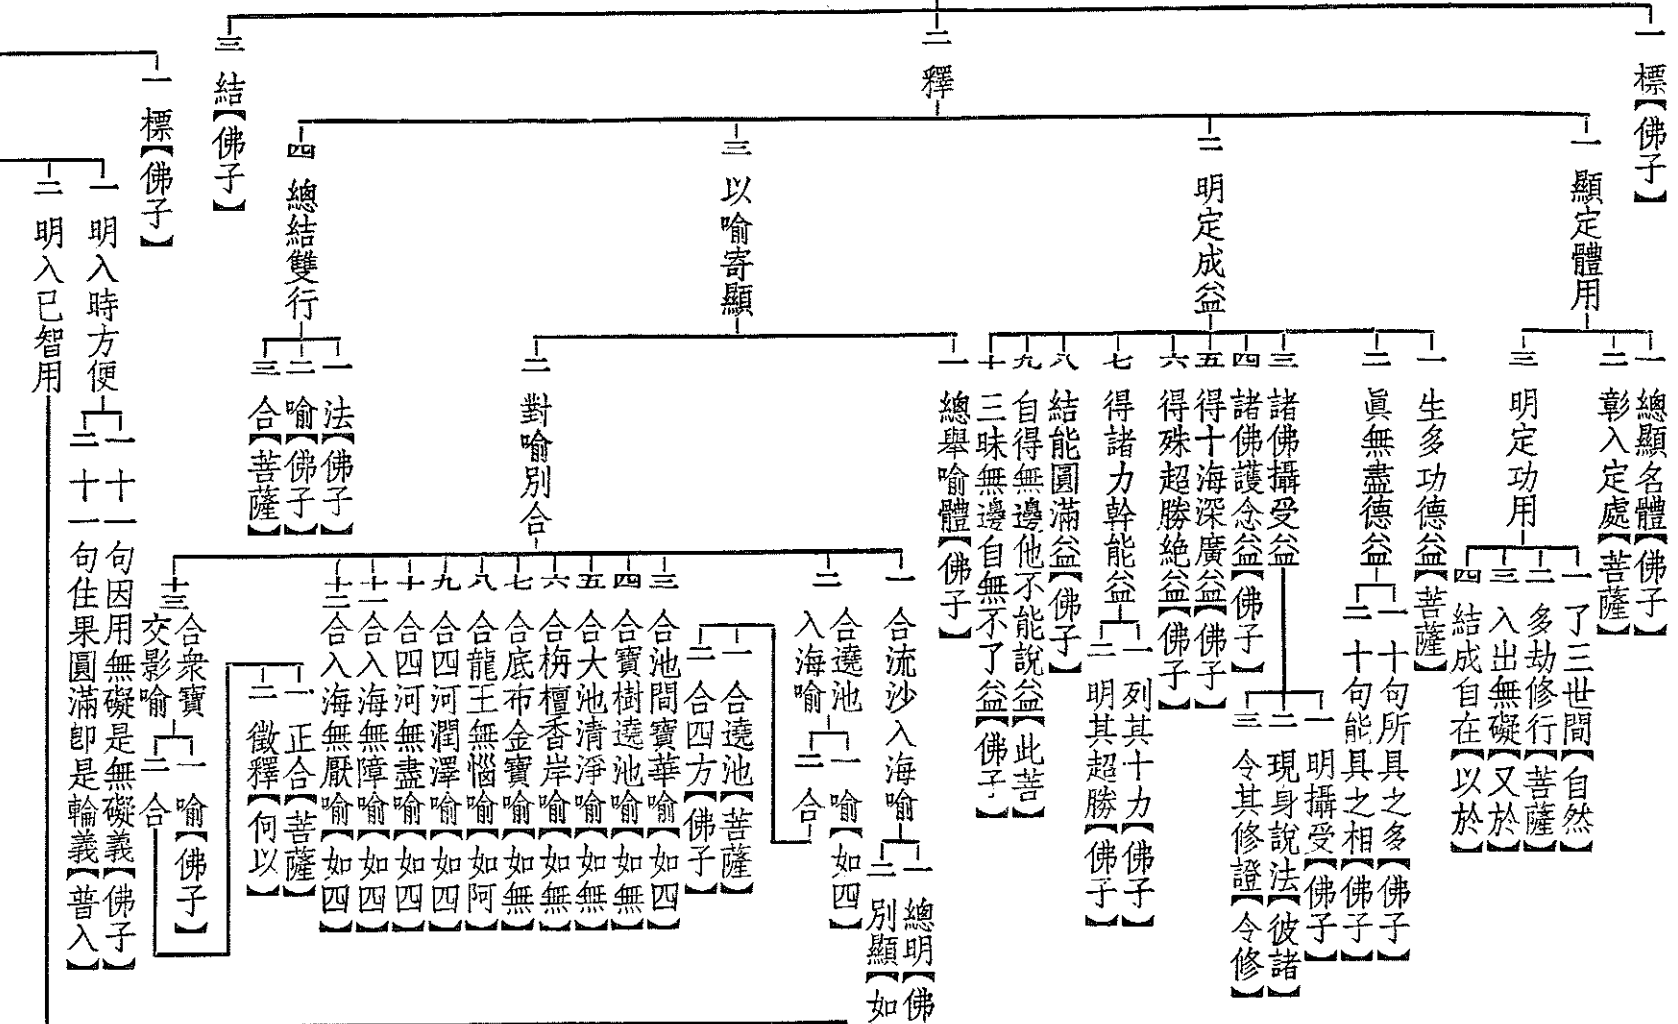 一 標【佛子】
二 釋
一 顯定體用
一 總顯名體【佛子】
二 彰入定處【菩薩】
三 明定功用
一 了三世間【自然】
二 多劫修行【菩薩】
三 入出無礙【又於】
四 結成自在【以於】
二 明定成益
一 生多功德益【菩薩】
二 眞無盡德益
一 十句所具之多【佛子】
二 十句能具之相【佛子】
三 諸佛攝受益
一 明攝受【佛子】
二 現身說法【彼諸】
三 令其修證【令修】
四 諸佛護念益【佛子】
五 得十海深廣益【佛子】
六 得殊超勝絶益【佛子】
七 得諸力幹能益
一 列其十力【佛子】
二 明其超勝【佛子】
八 結能圓滿益【佛子】
九 自得無邊他不能說益【此菩】
十 三昧無邊自無不了益【佛子】
三 以喻寄顯
一 總舉喻體【佛子】
二 對喻別合
一 合流沙入海喻
一 總明【佛
二 別顯【如
二 合遶池入海喻
一 喻【如四】
二 合
一 合遶池【菩薩】
二 合四方【佛子】
三 合池間寶華喻【如四】
四 合寶樹遶池喻【如無】
五 合大池清淨喻【如無】
六 合栴檀香岸喻【如無】
七 合底布金寶喻【如無】
八 合龍王無惱喻【如阿】
九 合四河潤澤喻【如四】
十 合四河無盡喻【如四】
十一 合入海無障喻【如四】
十二 合入海無厭喻【如四】
十三 合衆寶交影喻
一 喻【佛子】
二 合
一 正合【菩薩】
二 徵釋【何以】
四 總結雙行
一 法【佛子】
二 喻【佛子】
三 合【菩薩】
三 結【佛子】
一 標【佛子】
一 明入時方便
一 十一句因用無礙是無礙義【佛子】
二 十一句住果圓滿卽是輪義【普入】
二 明入已智用